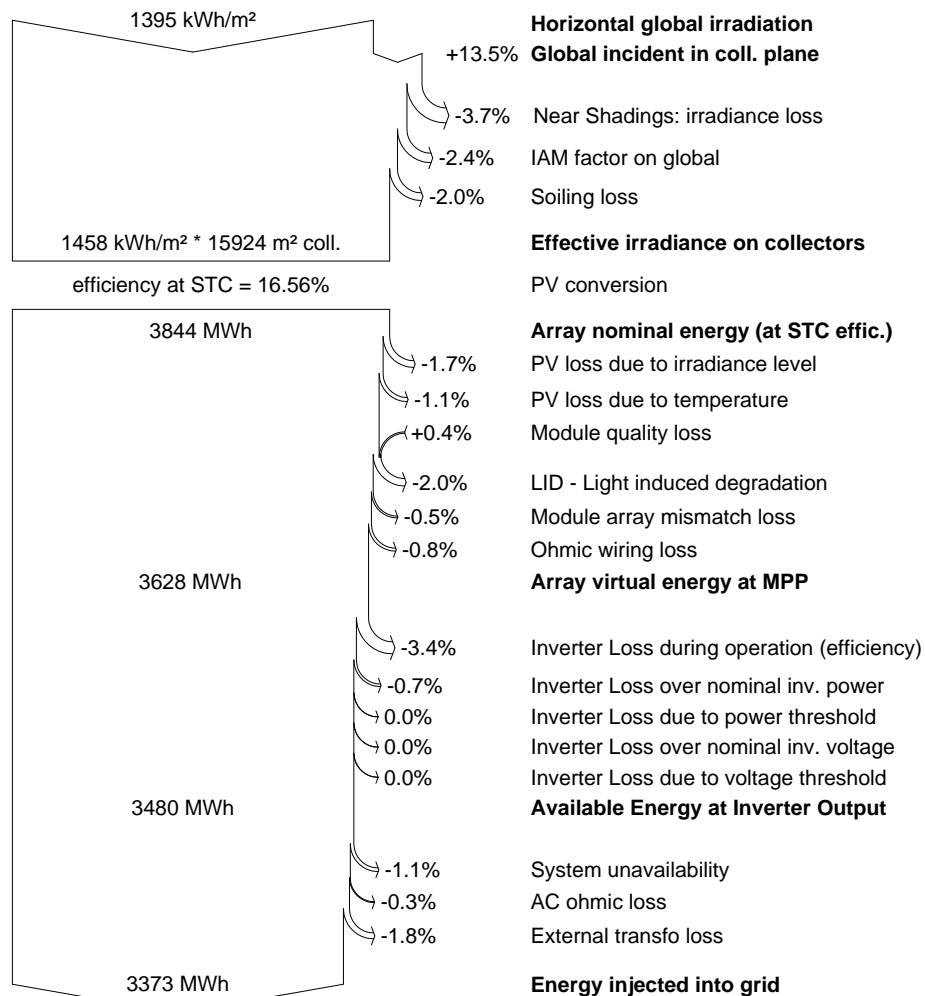 1395 kWh/m² Horizontal global irradiation
+13.5% Global incident in coll. plane
-3.7% Near Shadings: irradiance loss
-2.4% IAM factor on global
-2.0% Soiling loss
1458 kWh/m² * 15924 m² coll. Effective irradiance on collectors
efficiency at STC = 16.56% PV conversion
3844 MWh Array nominal energy (at STC effic.)
-1.7% PV loss due to irradiance level
-1.1% PV loss due to temperature
+0.4% Module quality loss
-2.0% LID - Light induced degradation
-0.5% Module array mismatch loss
-0.8% Ohmic wiring loss
3628 MWh Array virtual energy at MPP
-3.4% Inverter Loss during operation (efficiency)
-0.7% Inverter Loss over nominal inv. power
0.0% Inverter Loss due to power threshold
0.0% Inverter Loss over nominal inv. voltage
0.0% Inverter Loss due to voltage threshold
3480 MWh Available Energy at Inverter Output
-1.1% System unavailability
-0.3% AC ohmic loss
-1.8% External transfo loss
3373 MWh Energy injected into grid